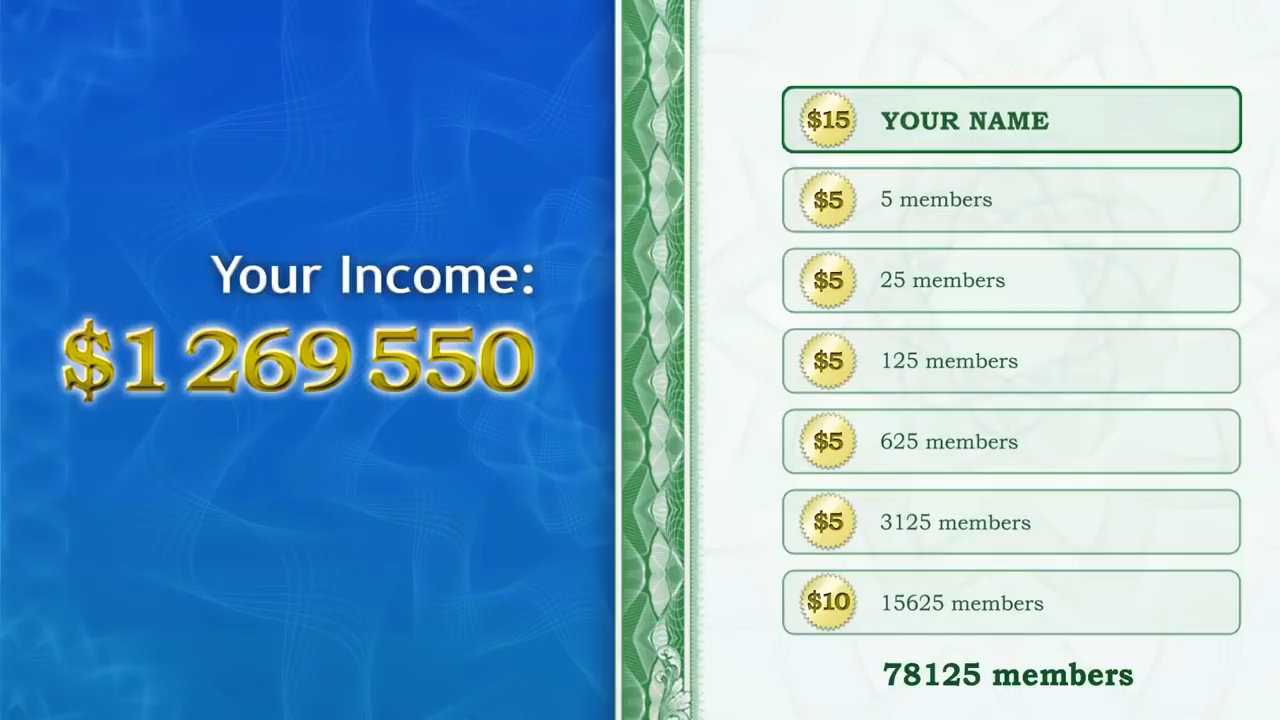 Your Income:
$1 269 550
$15 YOUR NAME
$5 5 members
$5 25 members
$5 125 members
$5 625 members
$5 3125 members
$10 15625 members
78125 members